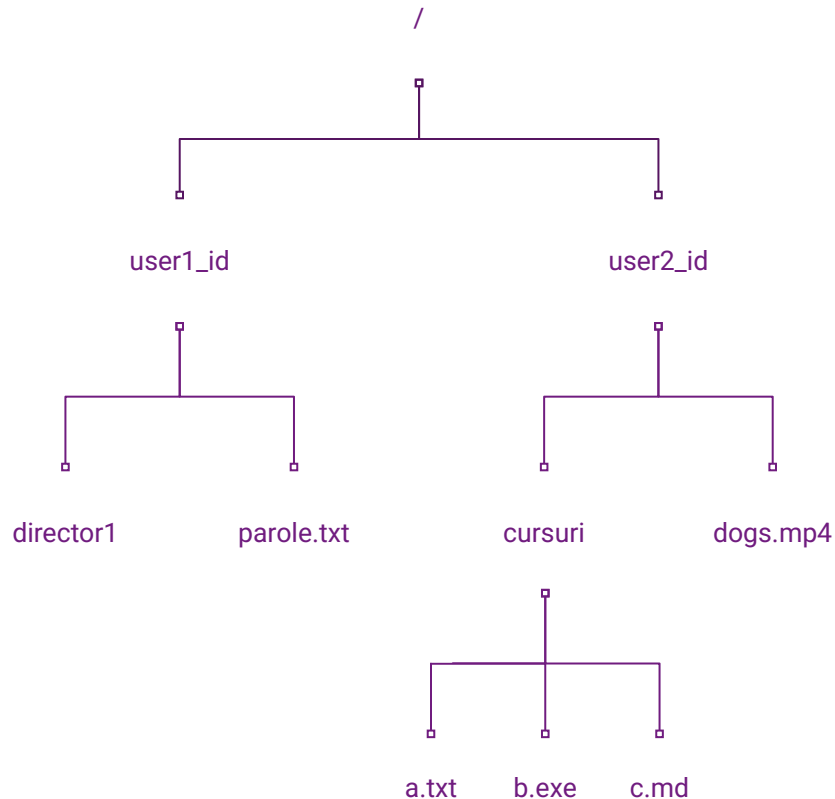 /
user1_id user2_id
director1 parole.txt cursuri dogs.mp4
a.txt b.exe c.md